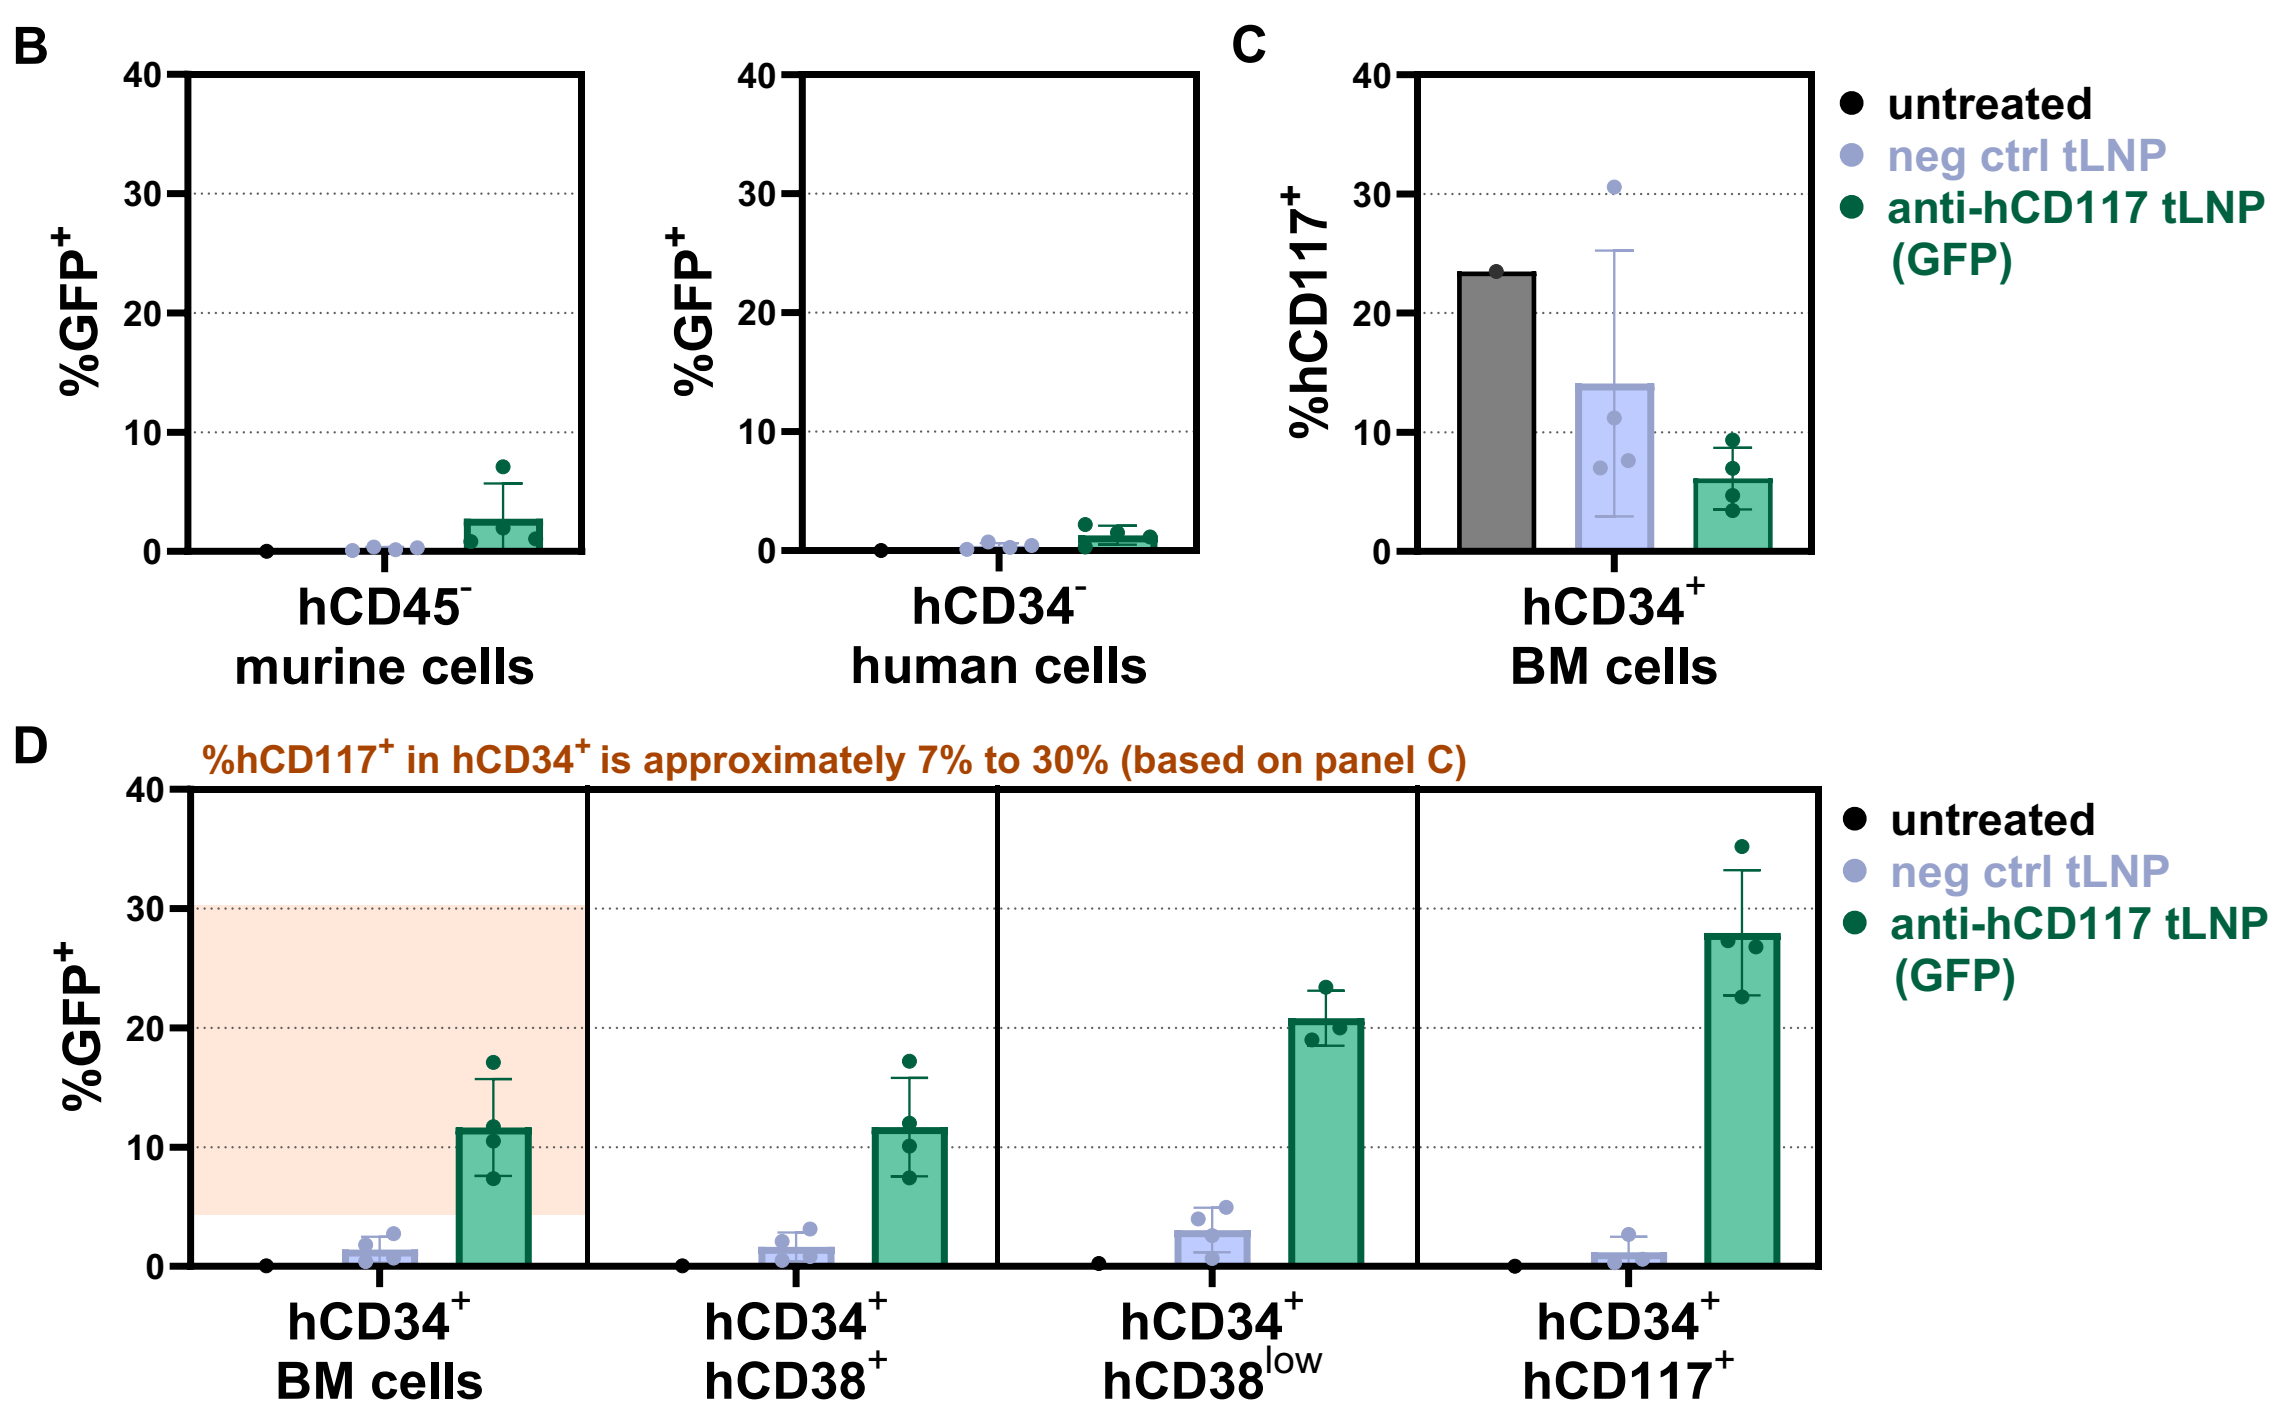 B
40
30
20
10
0
%GFP⁺
hCD45⁻
murine cells
40
30
20
10
0
%GFP⁺
hCD34⁻
human cells
C
40
30
20
10
0
%hCD117⁺
hCD34⁺
BM cells
untreated
neg ctrl tLNP
anti-hCD117 tLNP
(GFP)
D
%hCD117⁺ in hCD34⁺ is approximately 7% to 30% (based on panel C)
40
30
20
10
0
%GFP⁺
hCD34⁺
BM cells
hCD34⁺
hCD38⁺
hCD34⁺
hCD38ˡᵒʷ
hCD34⁺
hCD117⁺
untreated
neg ctrl tLNP
anti-hCD117 tLNP
(GFP)